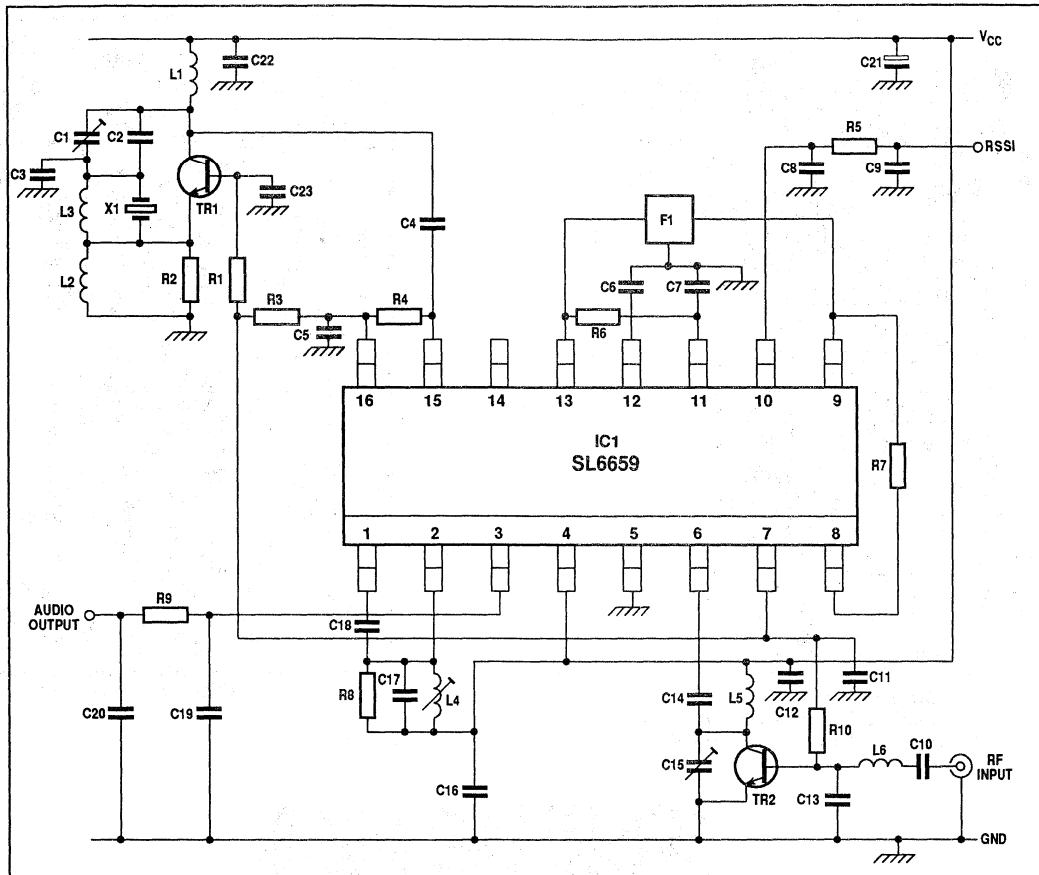 VCC
L1
C22
C21
C1
C2
R5
RSSI
C3
C8
C9
C23
F1
L3
X1
TR1
C4
L2
R2
R1
C6
C7
R3
R4
C5
R6
16 15 14 13 12 11 10 9
IC1
SL6659
R7
1 2 3 4 5 6 7 8
AUDIO
OUTPUT
R9
C18
C11
R8
C17
L4
C14
L5
C12
C20
C19
R10
L6
C10
RF
INPUT
C15
TR2
C13
C16
GND